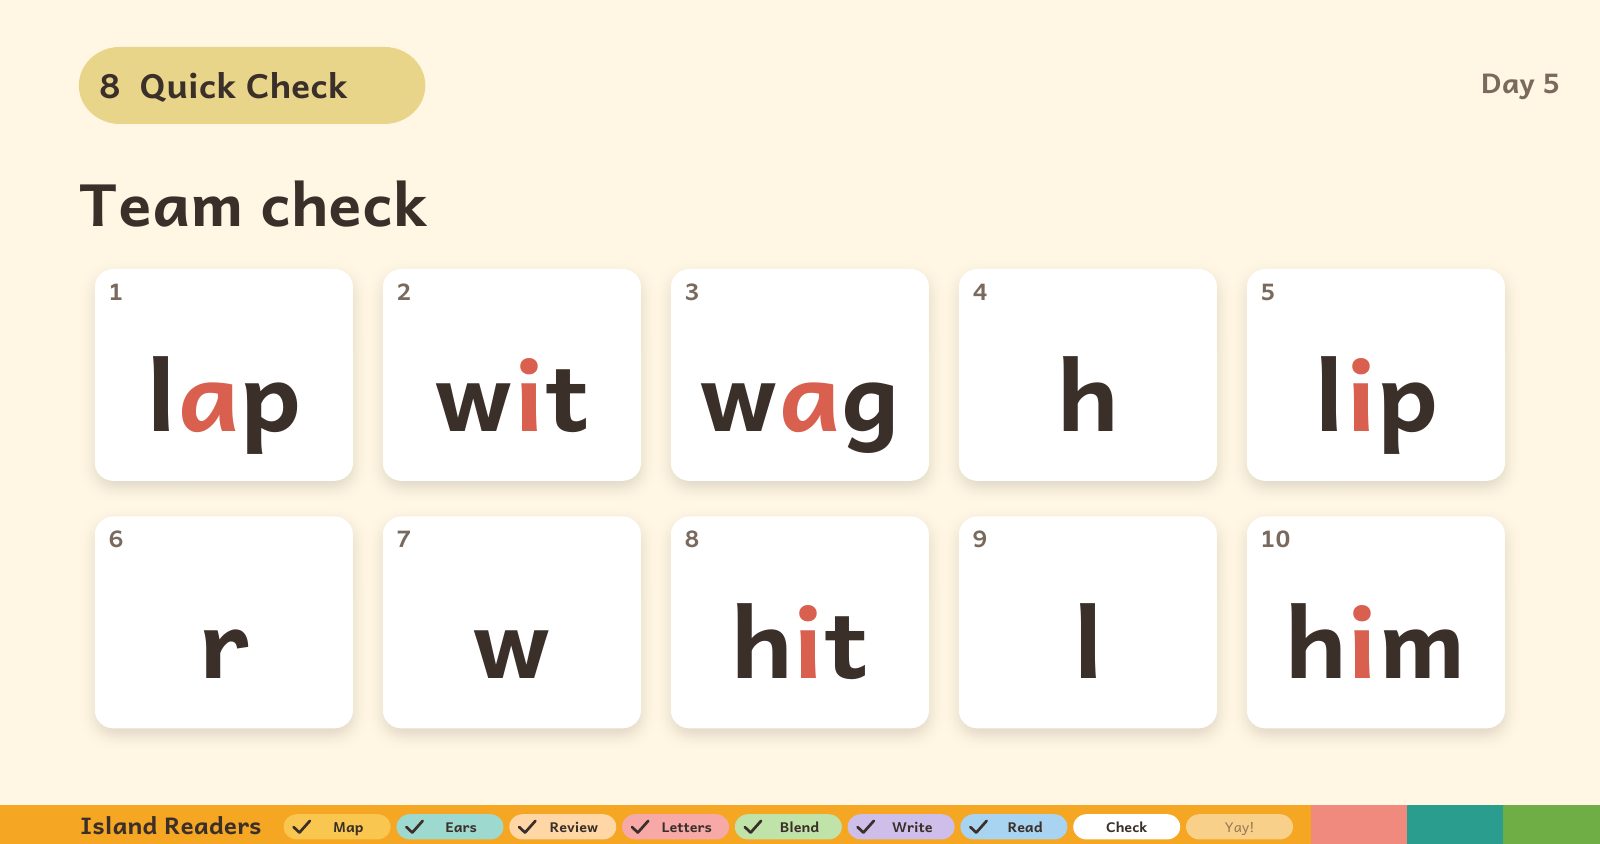 8 Quick Check
Day 5
Team check
1 2 3 4 5
lap wit wag h lip
6 7 8 9 10
r w hit l him
Island Readers Map Ears Review Letters Blend Write Read Check Yay!